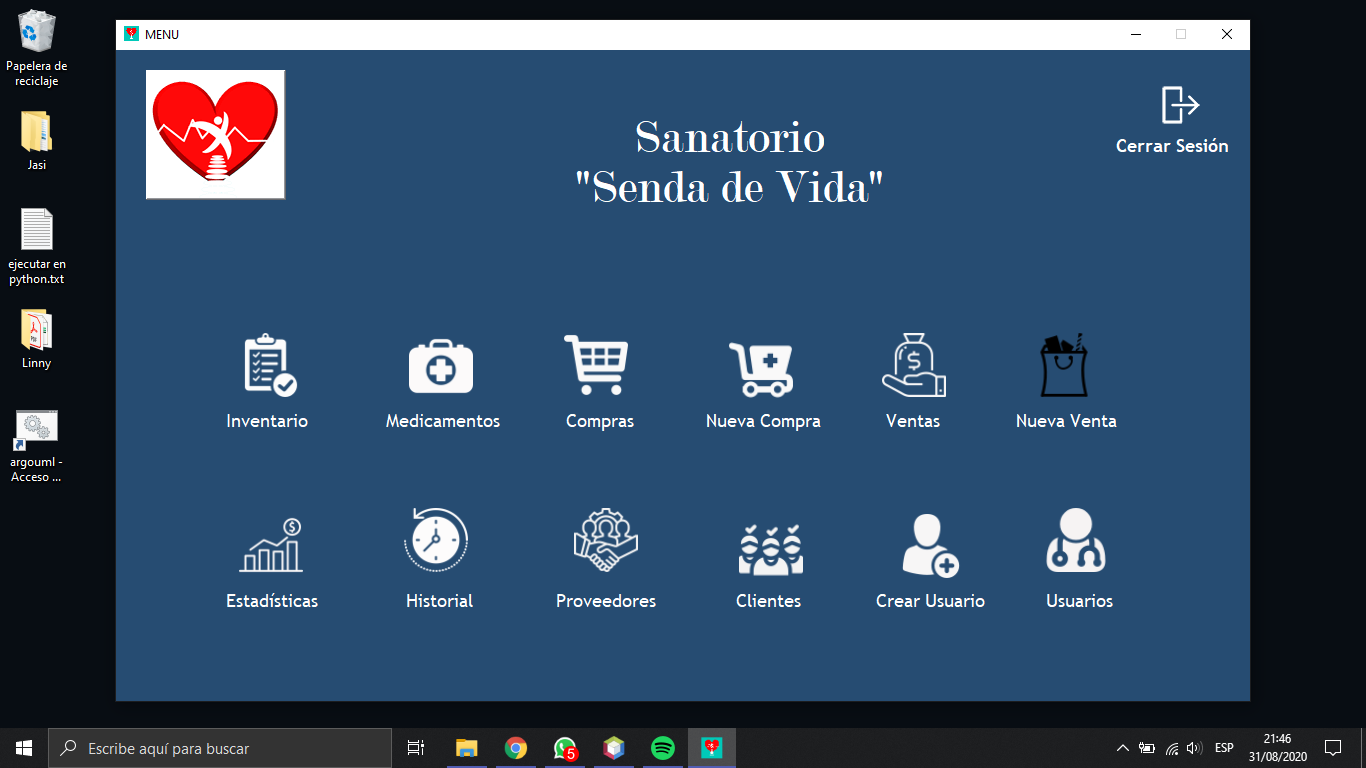 Papelera de
reciclaje
Jasi
ejecutar en
python.txt
Linny
argouml -
Acceso ...
MENU
Sanatorio
"Senda de Vida"
Cerrar Sesión
Inventario
Medicamentos
Compras
Nueva Compra
Ventas
Nueva Venta
Estadísticas
Historial
Proveedores
Clientes
Crear Usuario
Usuarios
Escribe aquí para buscar
5
ESP
21:46
31/08/2020